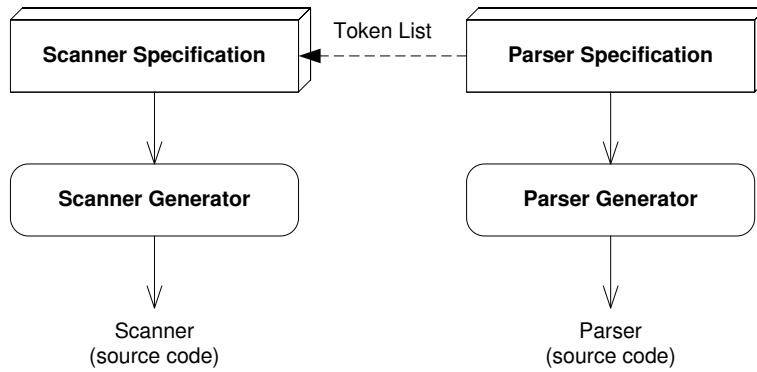 Token List
Scanner Specification
Parser Specification
Scanner Generator
Parser Generator
Scanner
(source code)
Parser
(source code)